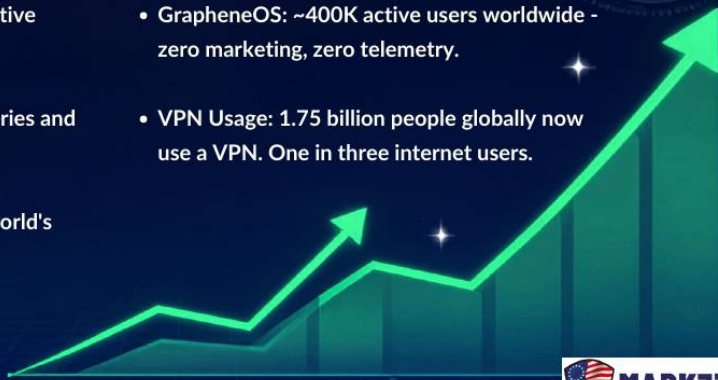 tive
ries and
orld's
• GrapheneOS: ~400K active users worldwide -
zero marketing, zero telemetry.
• VPN Usage: 1.75 billion people globally now
use a VPN. One in three internet users.